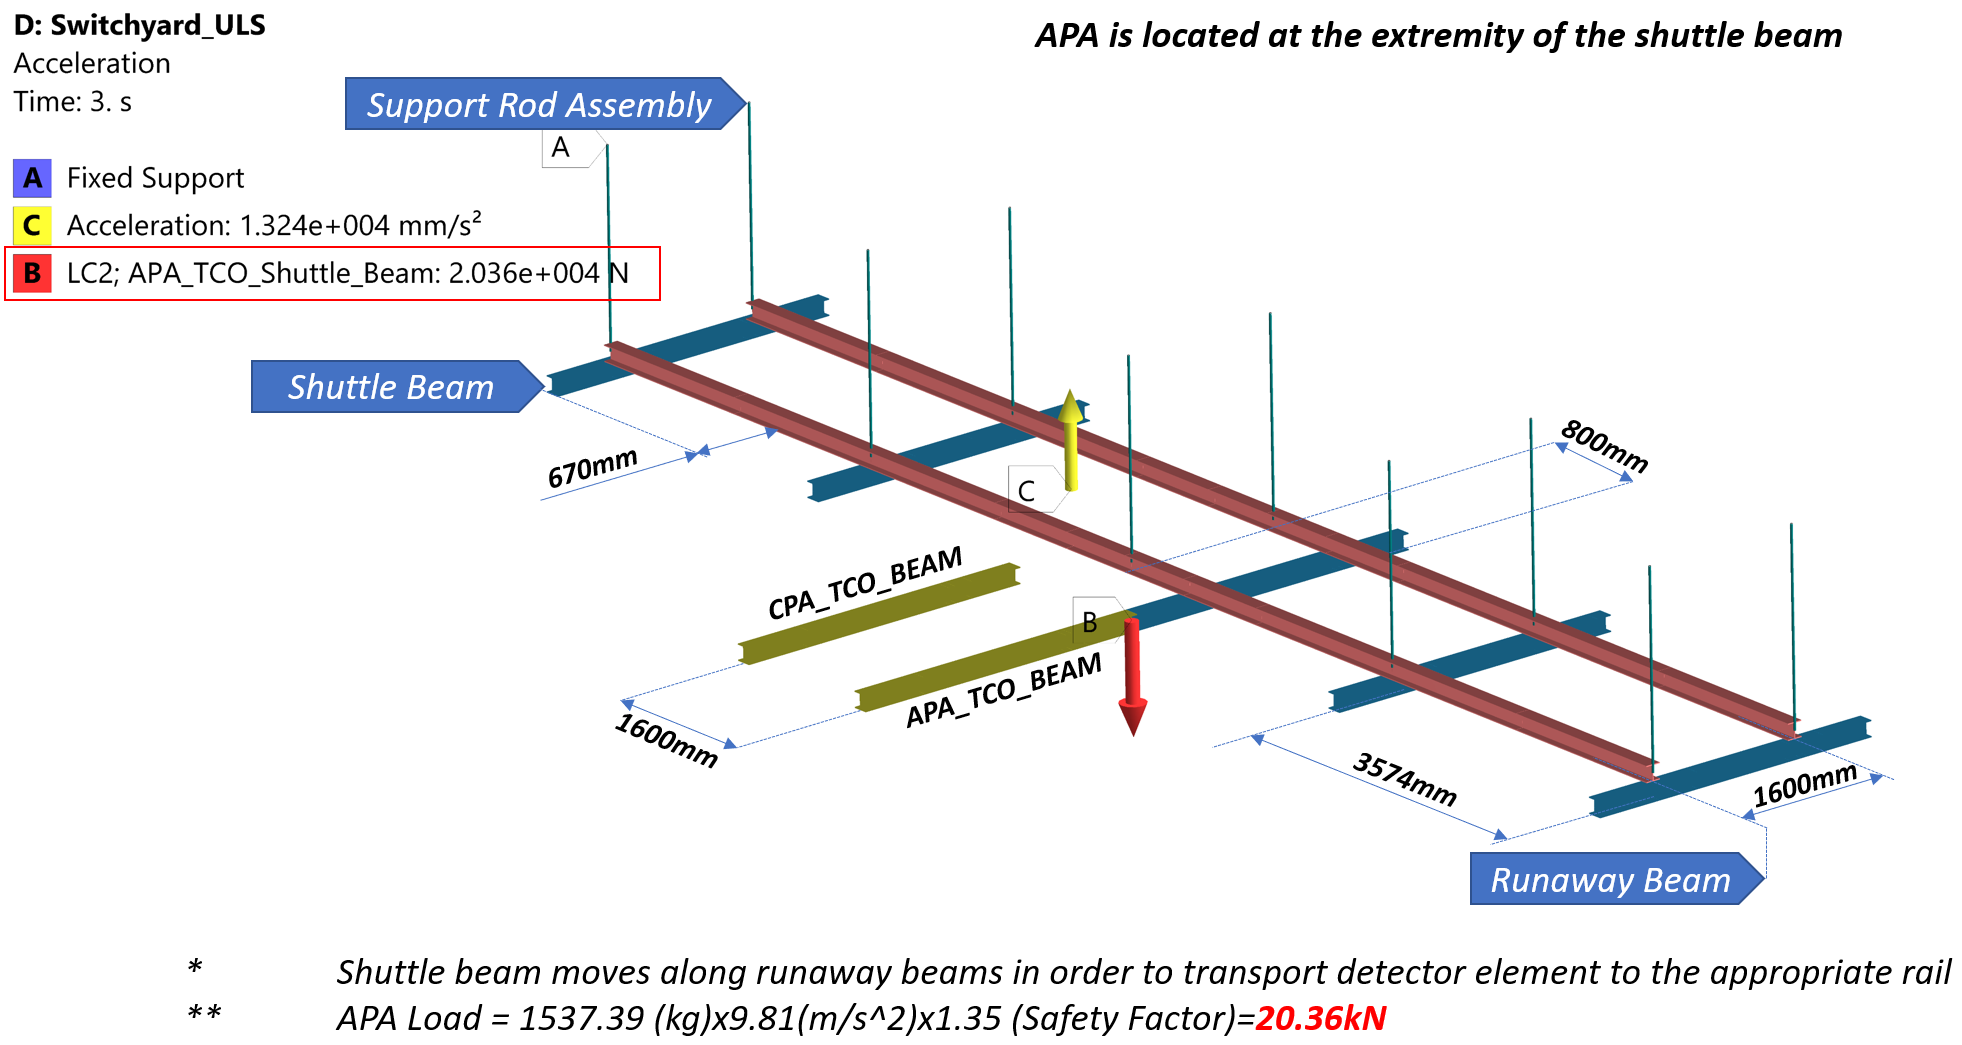 D: Switchyard_ULS
Acceleration
Time: 3. s
APA is located at the extremity of the shuttle beam
Support Rod Assembly
A
A Fixed Support
C Acceleration: 1.324e+004 mm/s²
B LC2; APA_TCO_Shuttle_Beam: 2.036e+004 N
Shuttle Beam
670mm
800mm
C
CPA_TCO_BEAM
B
APA_TCO_BEAM
1600mm
3574mm
1600mm
Runaway Beam
* Shuttle beam moves along runaway beams in order to transport detector element to the appropriate rail
** APA Load = 1537.39 (kg)x9.81(m/s^2)x1.35 (Safety Factor)=20.36kN